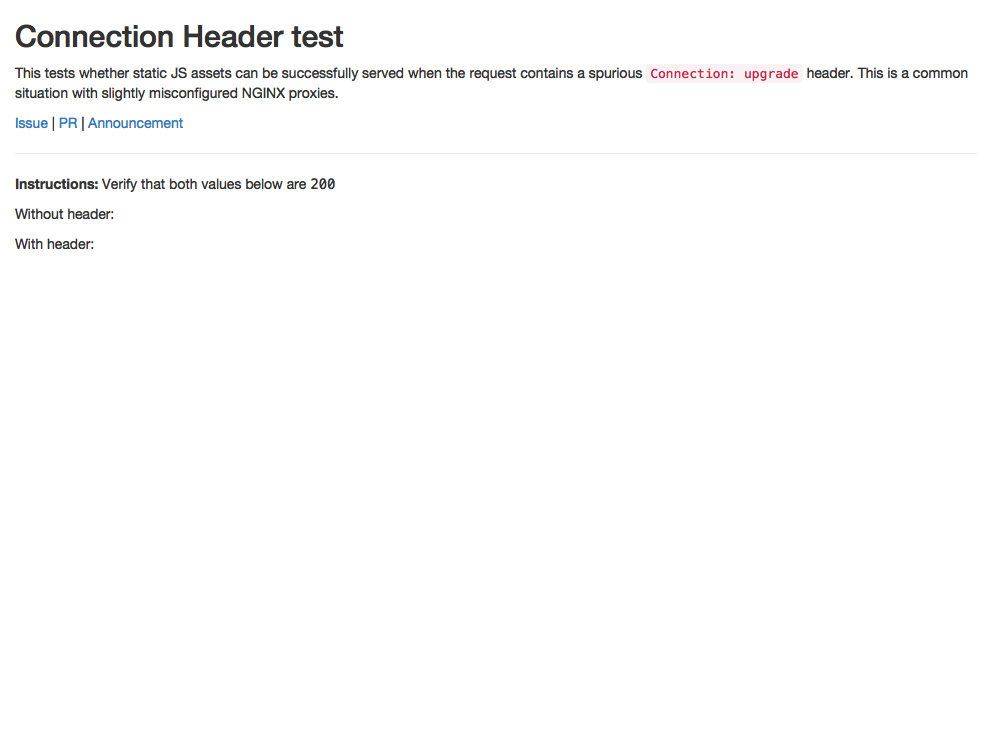 Connection Header test
This tests whether static JS assets can be successfully served when the request contains a spurious Connection: upgrade header. This is a common
situation with slightly misconfigured NGINX proxies.
Issue | PR | Announcement
Instructions: Verify that both values below are 200
Without header:
With header: